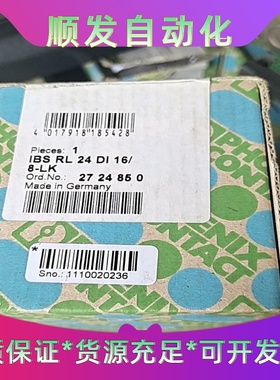 顺发自动化
4 017918 185428
Pieces: 1
IBS RL 24 DI 16/
8-LK
Ord.No.: 27 24 85 0
Made in Germany
PHOENIX
CONTACT
*
Sno.: 1110020236
质保证*货源充足*可开发